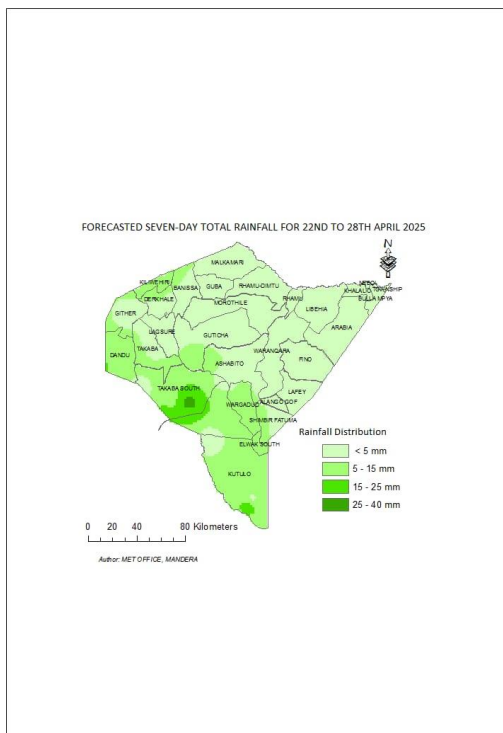 FORECASTED SEVEN-DAY TOTAL RAINFALL FOR 22ND TO 28TH APRIL 2025
N
MALKAMARI
KILIWEHIRI
BANISSA
GUBA
RHAMU-DIMTU
NEBOI
KHALALIO
TOWNSHIP
DERKHALE
MOROTHILE
RHAMU
BULLA MPYA
GITHER
LIBEHIA
LAGSURE
GUTICHA
ARABIA
TAKABA
WARANQARA
DANDU
ASHABITO
FINO
TAKABA SOUTH
LAFEY
WARGADUD
ALANGO GOF
SHIMBIR FATUMA
Rainfall Distribution
ELWAK SOUTH
< 5 mm
5 - 15 mm
KUTULO
15 - 25 mm
25 - 40 mm
0 20 40 80 Kilometers
Author: MET OFFICE, MANDERA